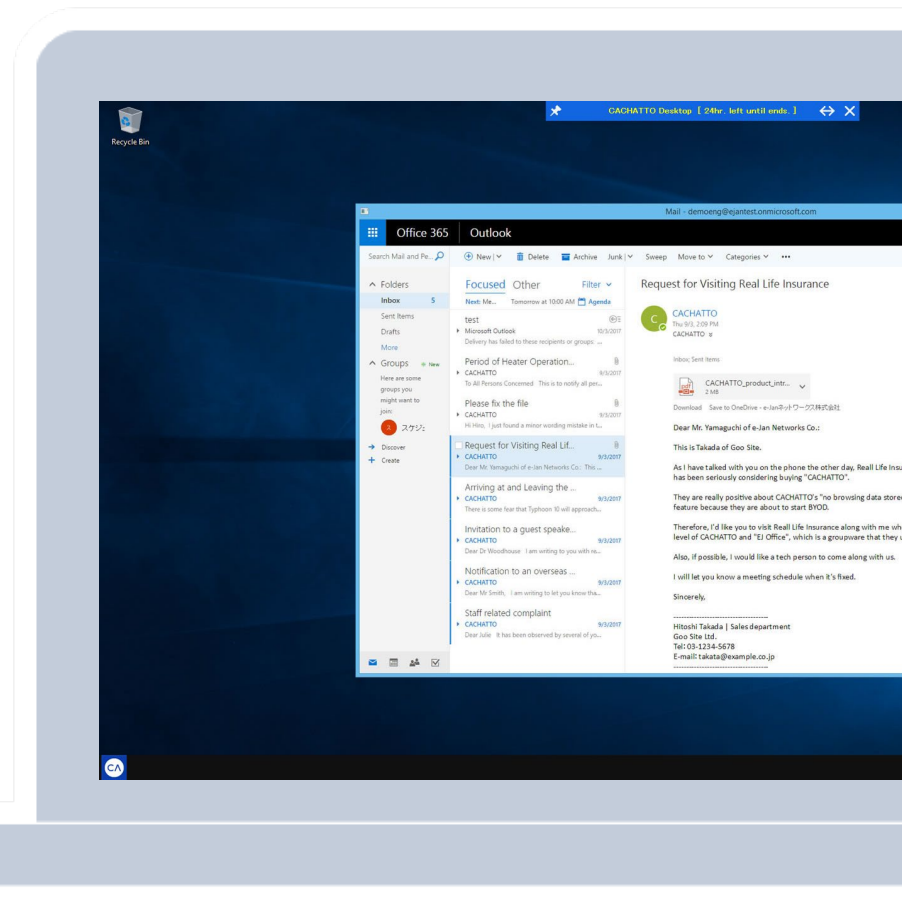 CACHATTO Desktop [ 24hr. left until ends. ]
Recycle Bin
Mail - demoeng@ejantest.onmicrosoft.com
Office 365
Outlook
Search Mail and Pe...
New
Delete
Archive
Junk
Sweep
Move to
Categories
Folders
Inbox 5
Sent Items
Drafts
More
Groups
New
Here are some
groups you
might want to
join:
スケジ
Discover
Create
Focused Other Filter
Next: Me... Tomorrow at 10:00 AM Agenda
test
Microsoft Outlook 10/3/2017
Delivery has failed to these recipients or groups: ...
Period of Heater Operation...
CACHATTO 9/3/2017
To All Persons Concerned This is to notify all per...
Please fix the file
CACHATTO 9/3/2017
Hi Hiro, I just found a minor wording mistake in t...
Request for Visiting Real Lif...
CACHATTO 9/3/2017
Dear Mr. Yamaguchi of e-Jan Networks Co.: This ...
Arriving at and Leaving the ...
CACHATTO 9/3/2017
There is some fear that Typhoon 10 will approach...
Invitation to a guest speake...
CACHATTO 9/3/2017
Dear Dr Woodhouse I am writing to you with re...
Notification to an overseas ...
CACHATTO 9/3/2017
Dear Mr Smith, I am writing to let you know tha...
Staff related complaint
CACHATTO 9/3/2017
Dear Julie It has been observed by several of yo...
Request for Visiting Real Life Insurance
C
CACHATTO
Thu 9/3, 2:09 PM
CACHATTO
Inbox; Sent Items
CACHATTO_product_intr...
2 MB
Download Save to OneDrive - e-Janネットワークス株式会社
Dear Mr. Yamaguchi of e-Jan Networks Co.:
This is Takada of Goo Site.
As I have talked with you on the phone the other day, Reall Life Insu
has been seriously considering buying "CACHATTO".
They are really positive about CACHATTO's "no browsing data stored
feature because they are about to start BYOD.
Therefore, I'd like you to visit Reall Life Insurance along with me wh
level of CACHATTO and "EJ Office", which is a groupware that they u
Also, if possible, I would like a tech person to come along with us.
I will let you know a meeting schedule when it's fixed.
Sincerely,
-----------------------------------
Hitoshi Takada | Sales department
Goo Site Ltd.
Tel: 03-1234-5678
E-mail: takata@example.co.jp
-----------------------------------
CA